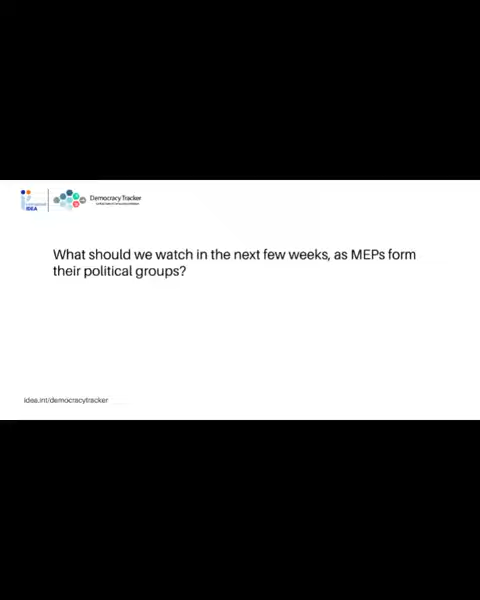 IDEA
Democracy Tracker
What should we watch in the next few weeks, as MEPs form
their political groups?
idea.int/democracytracker